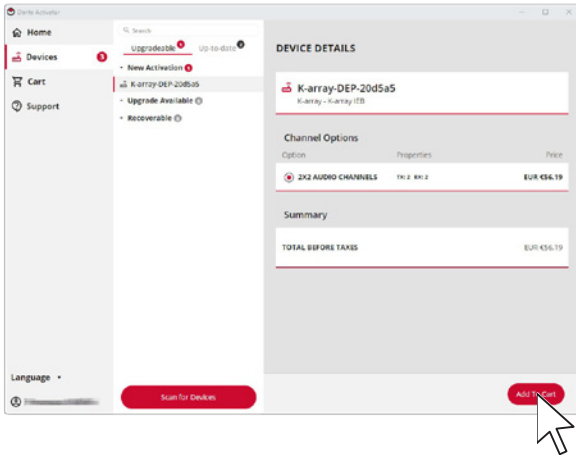 Dante Activator
Home
Devices
Cart
Support
Language
Search
Upgradeable
Up-to-date
New Activation
K-array-DEP-20d5a5
Upgrade Available
Recoverable
Scan for Devices
DEVICE DETAILS
K-array-DEP-20d5a5
K-array - K-array IEB
Channel Options
Option Properties Price
2X2 AUDIO CHANNELS TX: 2 RX: 2 EUR €56.19
Summary
TOTAL BEFORE TAXES EUR €56.19
Add To Cart